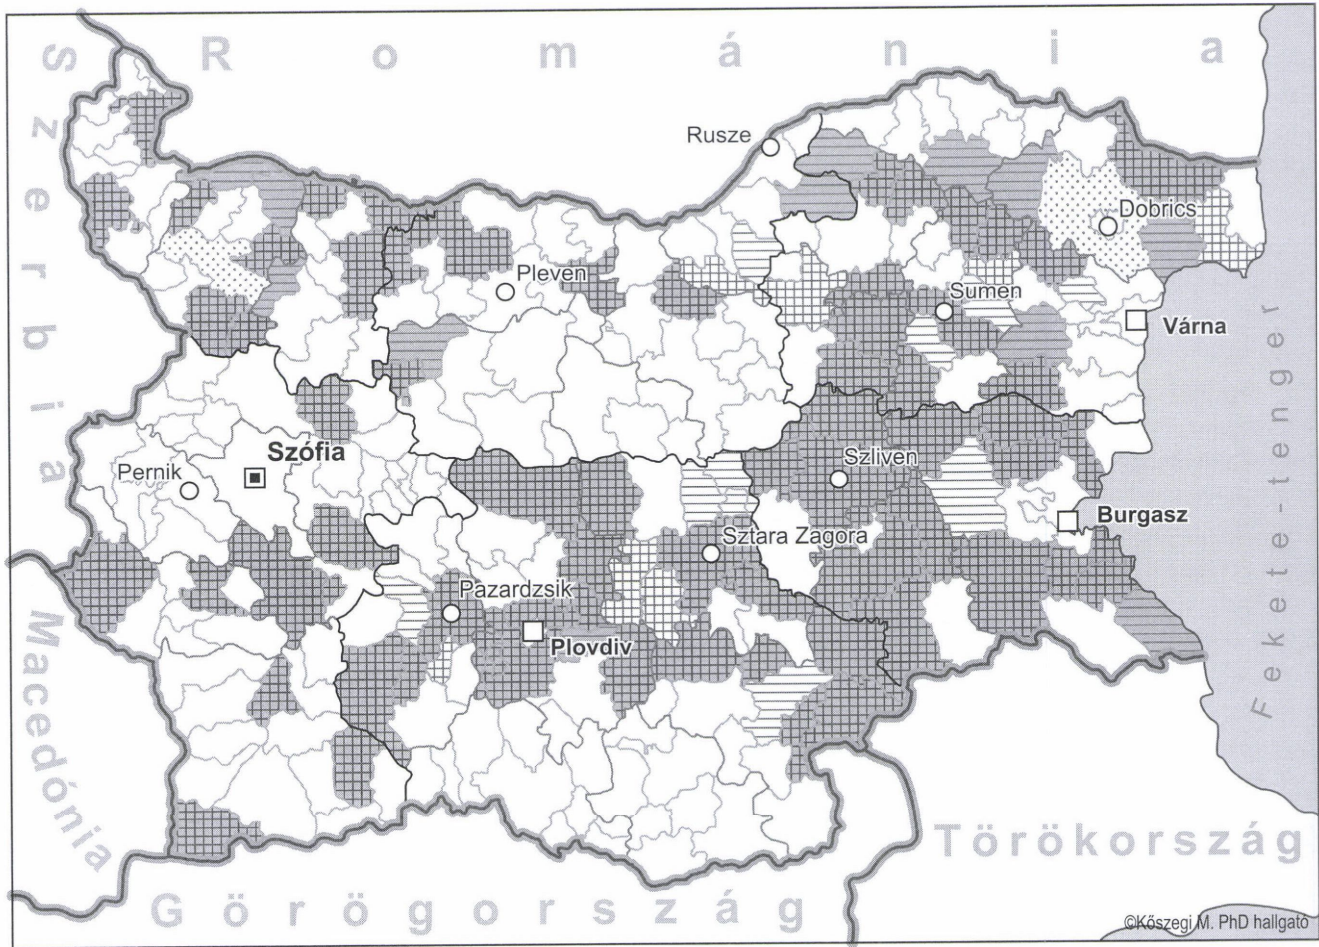 Románia
Szerbia
Rusze
Dobrics
Pleven
Sumen
Várna
Szófia
Pernik
Szliven
Burgasz
Sztara Zagora
Pazardzsik
Plovdiv
Fekete-tenger
Macedónia
Törökország
Görögország
©Kőszegi M. PhD hallgató